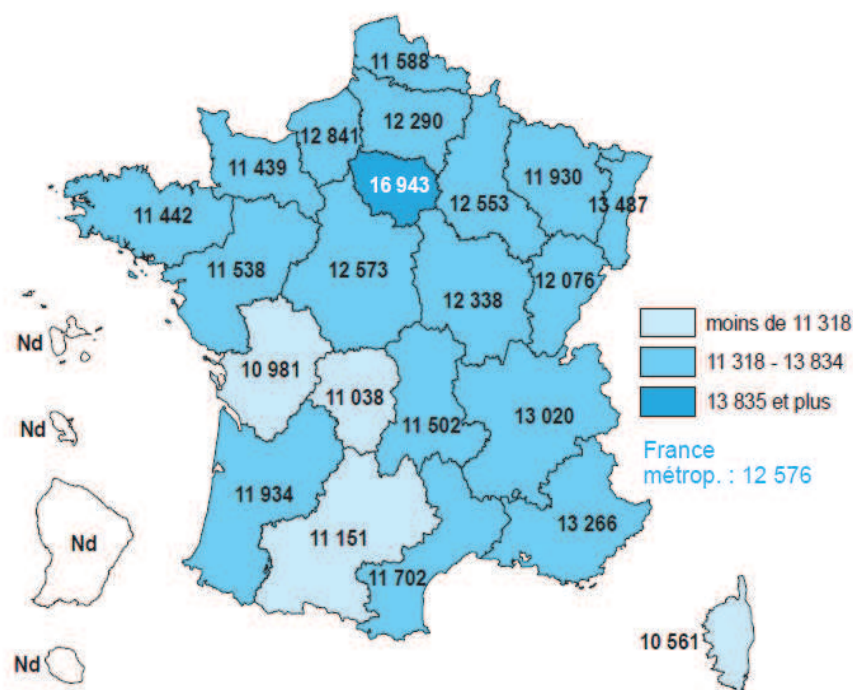 11 588
12 290
12 841
11 439
16 943
11 930
12 553
13 487
11 442
11 538
12 573
12 076
12 338
moins de 11 318
11 318 - 13 834
13 835 et plus
Nd
10 981
11 038
11 502
13 020
Nd
France
métrop. : 12 576
11 934
13 266
Nd
11 151
11 702
10 561
Nd